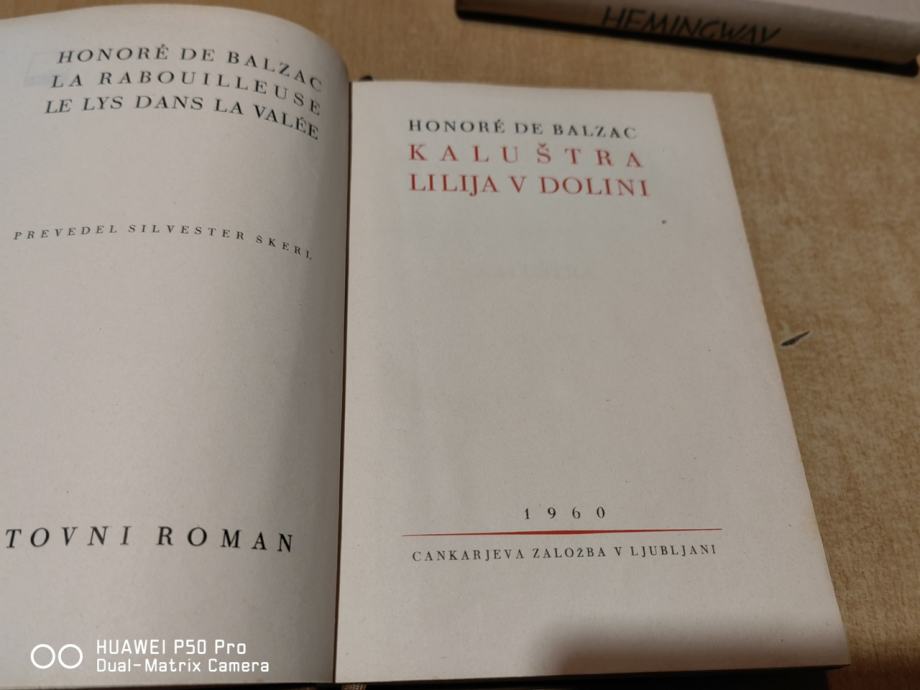 HONORÉ DE BALZAC
LA RABOUILLEUSE
LE LYS DANS LA VALÉE
PREVEDEL SILVESTER ŠKERL
TOVNI ROMAN
HONORÉ DE BALZAC
KALUŠTRA
LILIJA V DOLINI
1960
CANKARJEVA ZALOŽBA V LJUBLJANI
HEMINGWAY
HUAWEI P50 Pro
Dual-Matrix Camera